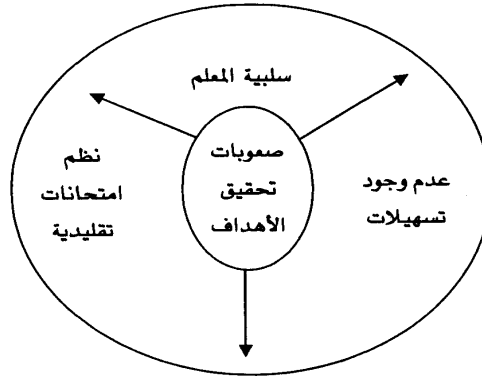 سلبية المعلم
صعوبات
تحقيق
الأهداف
نظم
امتحانات
تقليدية
عدم وجود
تسهيلات